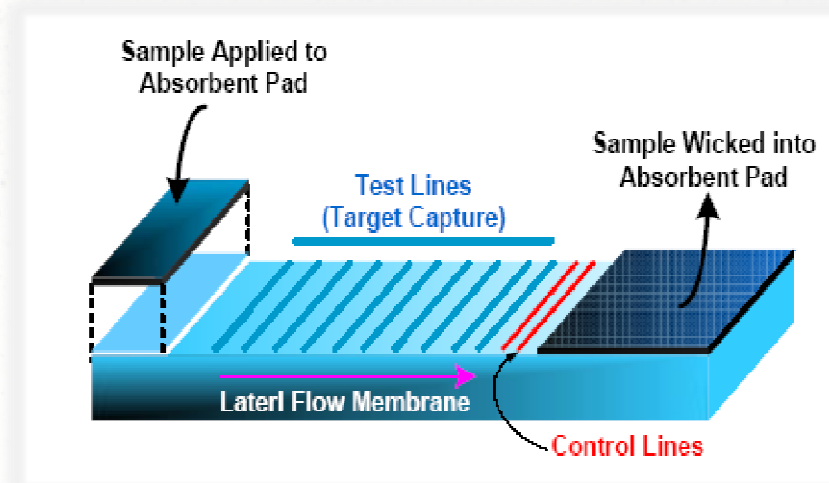 Sample Applied to
Absorbent Pad
Sample Wicked into
Absorbent Pad
Test Lines
(Target Capture)
Laterl Flow Membrane
Control Lines